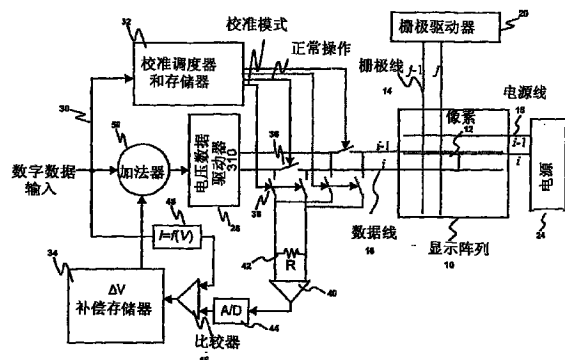 32
校准模式
校准调度器
和存储器
正常操作
栅极驱动器
20
栅极线
14
j-1
j
电源线
16
像素
12
30
50
数字数据
输入
加法器
电压数据
驱动器
310
28
36
38
i-1
i
i-1
i
电源
24
数据线
显示阵列
10
34
46
I=f(V)
42
R
40
ΔV
补偿存储器
A/D
44
比较器